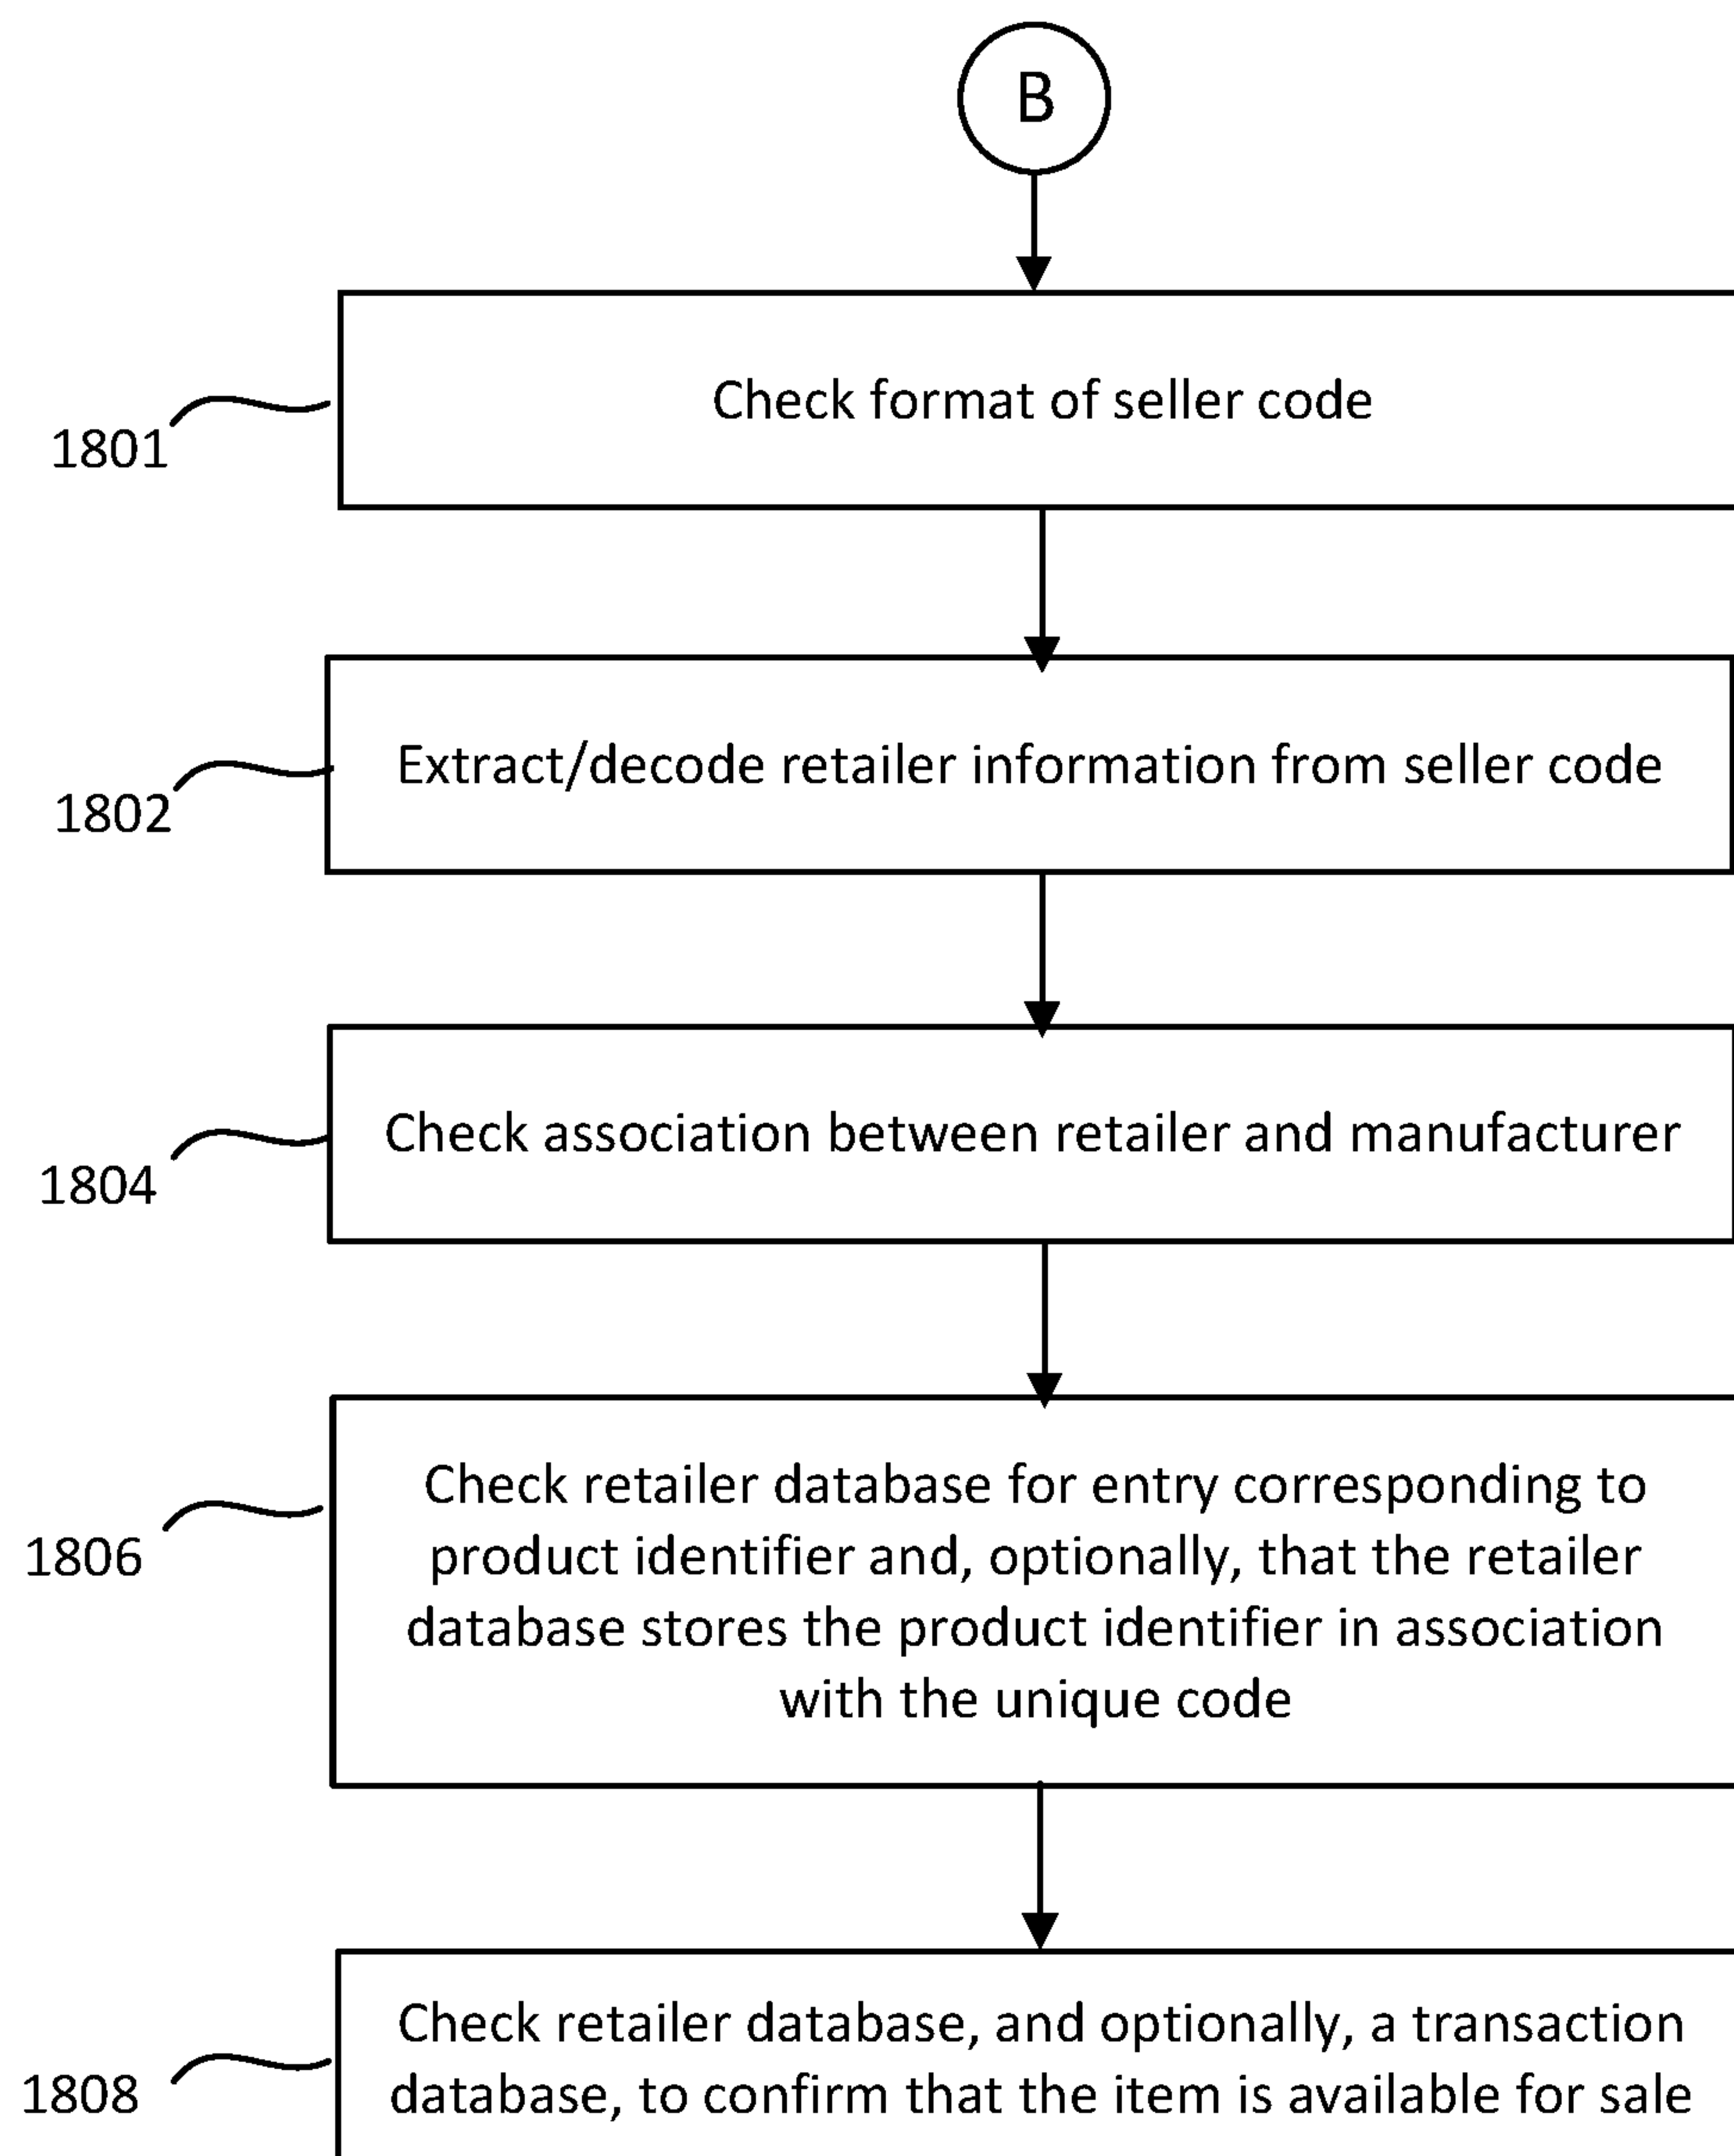 B
Check format of seller code
1801
Extract/decode retailer information from seller code
1802
Check association between retailer and manufacturer
1804
Check retailer database for entry corresponding to
product identifier and, optionally, that the retailer
database stores the product identifier in association
with the unique code
1806
Check retailer database, and optionally, a transaction
database, to confirm that the item is available for sale
1808